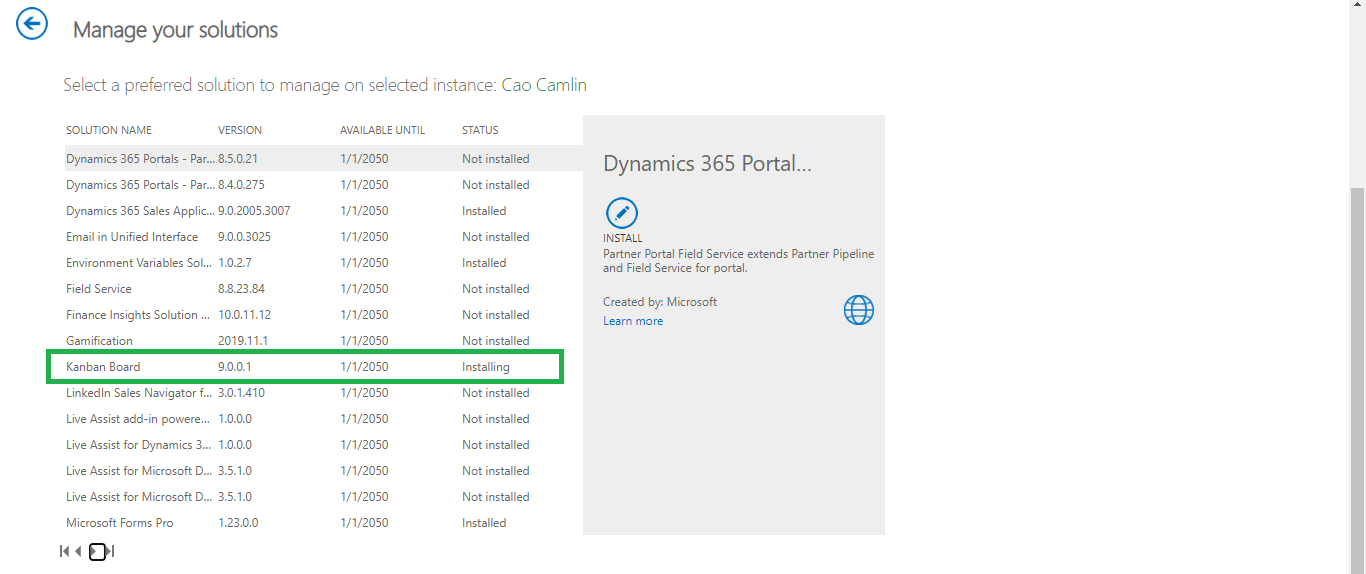 Manage your solutions
Select a preferred solution to manage on selected instance: Cao Camlin
SOLUTION NAME VERSION AVAILABLE UNTIL STATUS
Dynamics 365 Portals - Par... 8.5.0.21 1/1/2050 Not installed
Dynamics 365 Portals - Par... 8.4.0.275 1/1/2050 Not installed
Dynamics 365 Sales Applic... 9.0.2005.3007 1/1/2050 Installed
Email in Unified Interface 9.0.0.3025 1/1/2050 Not installed
Environment Variables Sol... 1.0.2.7 1/1/2050 Installed
Field Service 8.8.23.84 1/1/2050 Not installed
Finance Insights Solution ... 10.0.11.12 1/1/2050 Not installed
Gamification 2019.11.1 1/1/2050 Not installed
Kanban Board 9.0.0.1 1/1/2050 Installing
LinkedIn Sales Navigator f... 3.0.1.410 1/1/2050 Not installed
Live Assist add-in powere... 1.0.0.0 1/1/2050 Not installed
Live Assist for Dynamics 3... 1.0.0.0 1/1/2050 Not installed
Live Assist for Microsoft D... 3.5.1.0 1/1/2050 Not installed
Live Assist for Microsoft D... 3.5.1.0 1/1/2050 Not installed
Microsoft Forms Pro 1.23.0.0 1/1/2050 Installed
Dynamics 365 Portal...
INSTALL
Partner Portal Field Service extends Partner Pipeline
and Field Service for portal.
Created by: Microsoft
Learn more